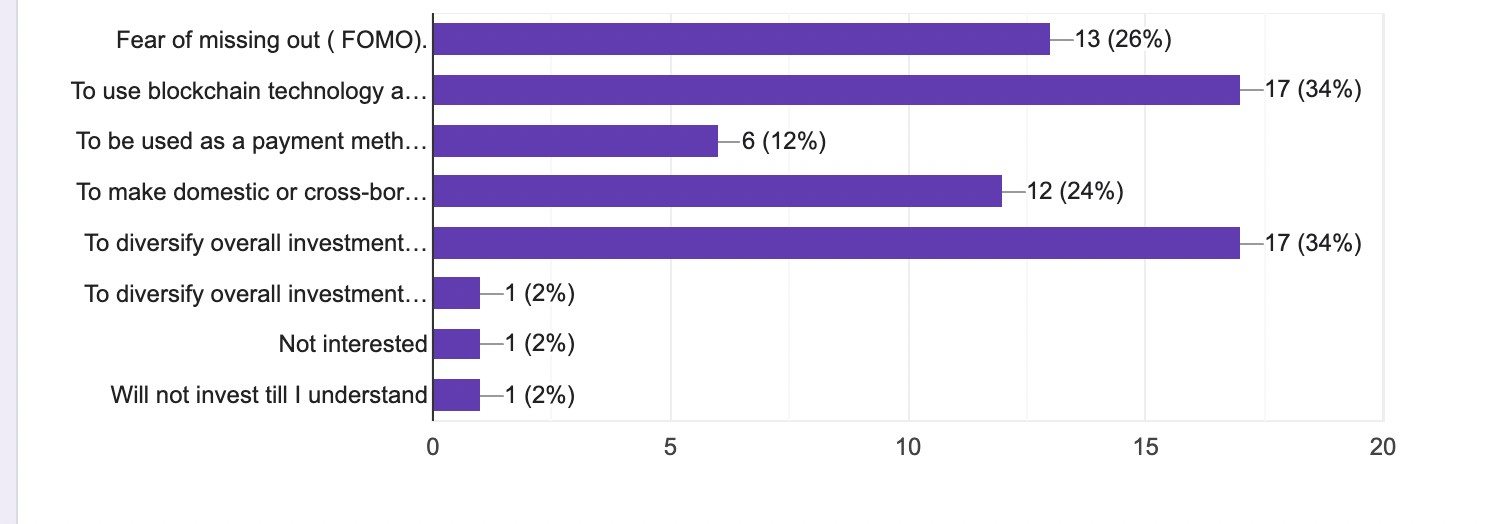 Fear of missing out ( FOMO). 13 (26%)
To use blockchain technology a… 17 (34%)
To be used as a payment meth… 6 (12%)
To make domestic or cross-bor… 12 (24%)
To diversify overall investment… 17 (34%)
To diversify overall investment… 1 (2%)
Not interested 1 (2%)
Will not invest till I understand 1 (2%)
0 5 10 15 20